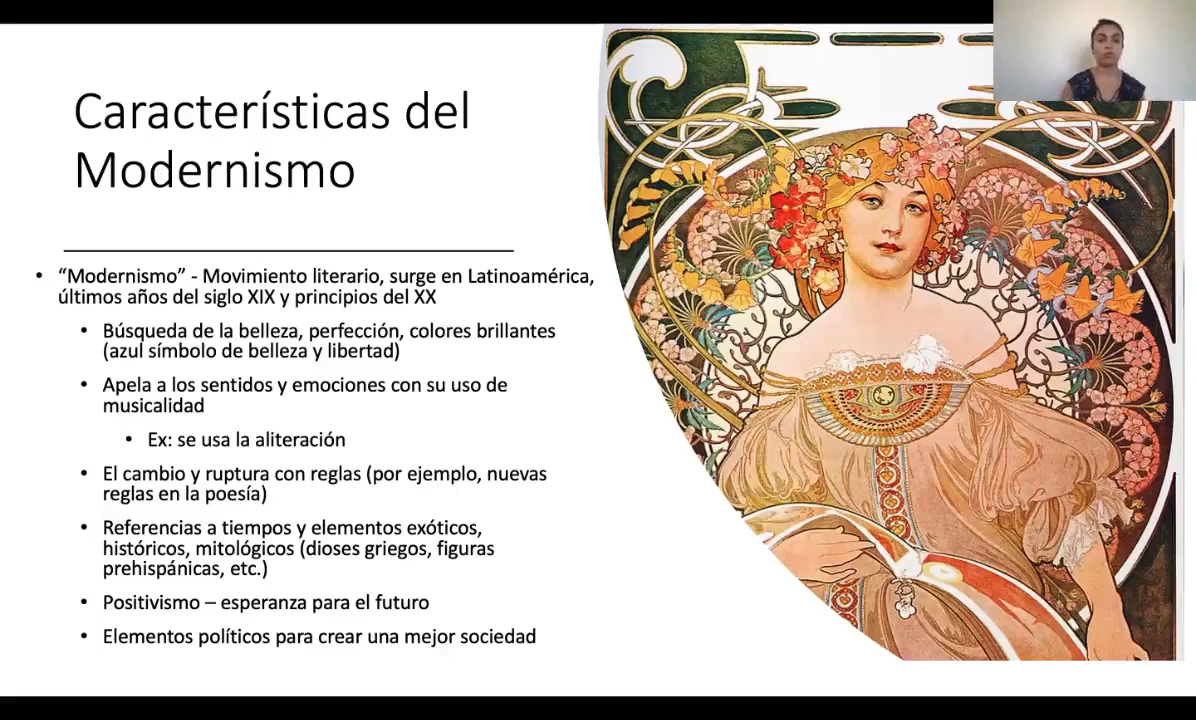 Características del
Modernismo
• “Modernismo” - Movimiento literario, surge en Latinoamérica,
últimos años del siglo XIX y principios del XX
• Búsqueda de la belleza, perfección, colores brillantes
(azul símbolo de belleza y libertad)
• Apela a los sentidos y emociones con su uso de
musicalidad
• Ex: se usa la aliteración
• El cambio y ruptura con reglas (por ejemplo, nuevas
reglas en la poesía)
• Referencias a tiempos y elementos exóticos,
históricos, mitológicos (dioses griegos, figuras
prehispánicas, etc.)
• Positivismo – esperanza para el futuro
• Elementos políticos para crear una mejor sociedad